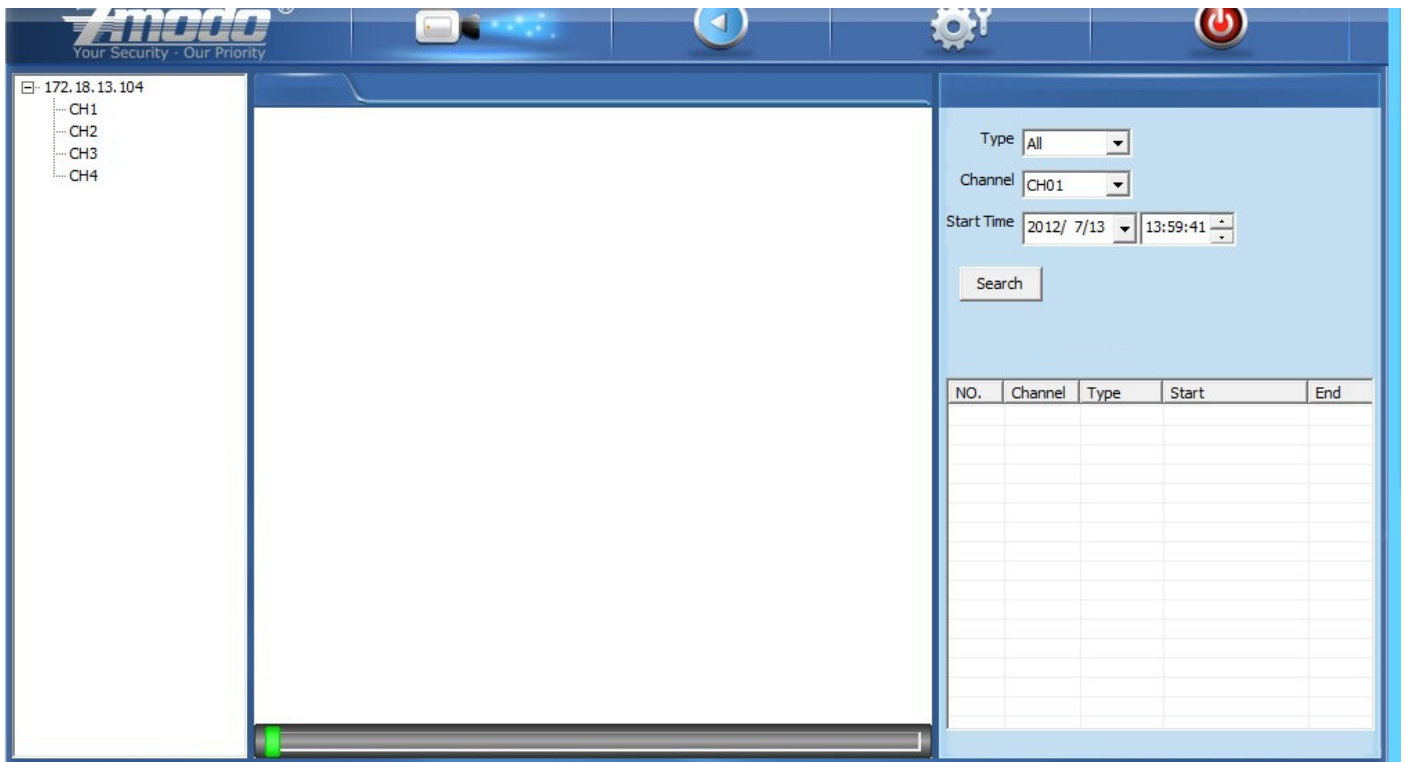 Zmodo®
Your Security · Our Priority
172.18.13.104
CH1
CH2
CH3
CH4
Type All
Channel CH01
Start Time 2012/ 7/13 13:59:41
Search
NO. Channel Type Start End